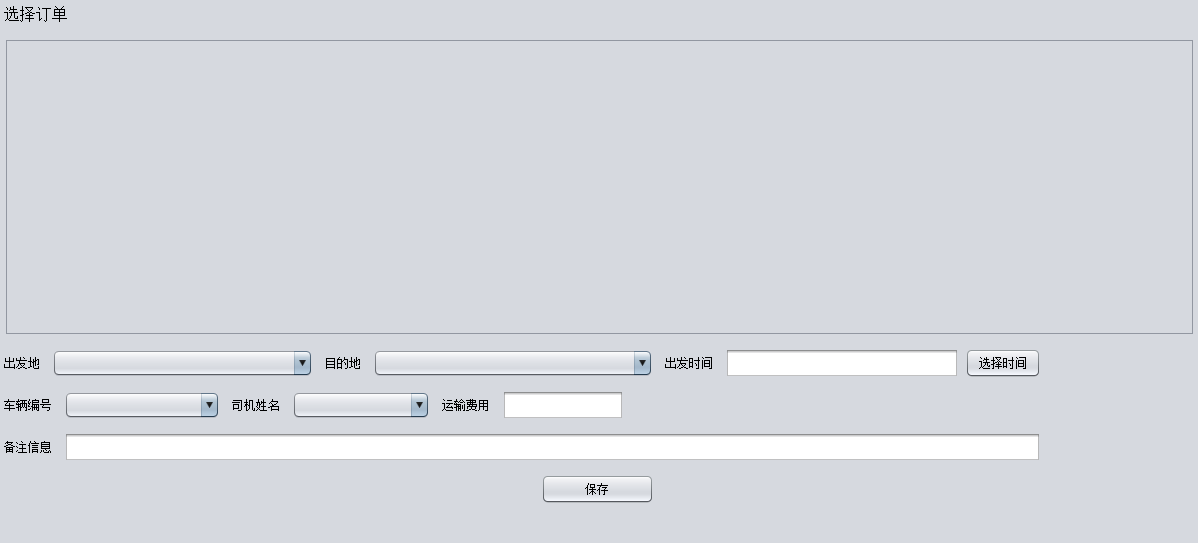 选择订单
出发地 目的地 出发时间 选择时间
车辆编号 司机姓名 运输费用
备注信息
保存